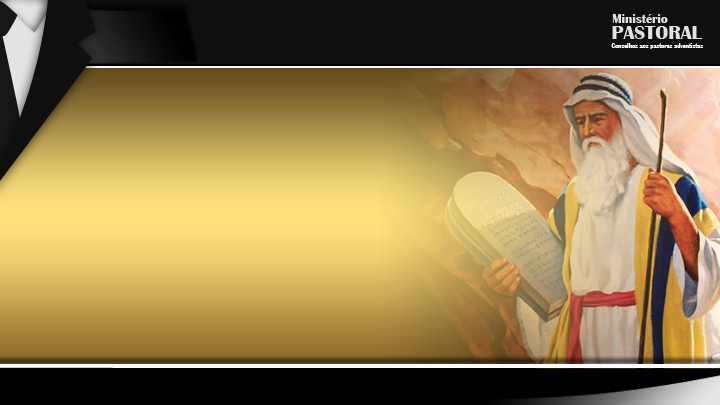 Ministério
PASTORAL
Conselhos aos pastores adventistas